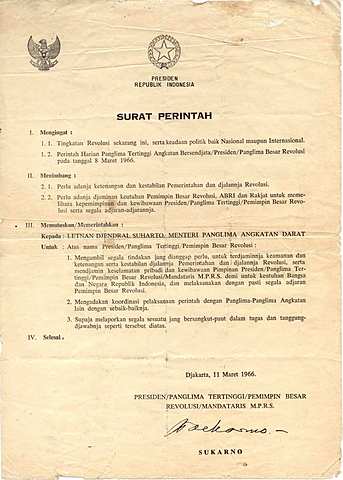 PRESIDEN
REPUBLIK INDONESIA
SURAT PERINTAH
I. Mengingat :
1. 1. Tingkatan Revolusi sekarang ini, serta keadaan politik baik Nasional maupun Internasional.
1. 2. Perintah Harian Panglima Tertinggi Angkatan Bersendjata/Presiden/Panglima Besar Revolusi
pada tanggal 8 Maret 1966.
II. Menimbang :
2. 1. Perlu adanja ketenangan dan kestabilan Pemerintahan dan djalannja Revolusi.
2. 2. Perlu adanja djaminan keutuhan Pemimpin Besar Revolusi, ABRI dan Rakjat untuk meme-
lihara kepemimpinan dan kewibawaan Presiden/Panglima Tertinggi/Pemimpin Besar Revo-
lusi serta segala adjaran-adjarannja.
III. Memutuskan/Memerintahkan :
Kepada : LETNAN DJENDRAL SUHARTO, MENTERI PANGLIMA ANGKATAN DARAT
Untuk : Atas nama Presiden/Panglima Tertinggi/Pemimpin Besar Revolusi :
1. Mengambil segala tindakan jang dianggap perlu, untuk terdjaminnja keamanan dan
ketenangan serta kestabilan djalannja Pemerintahan dan djalannja Revolusi, serta
mendjamin keselamatan pribadi dan kewibawaan Pimpinan Presiden/Panglima Ter-
tinggi/Pemimpin Besar Revolusi/Mandataris M.P.R.S. demi untuk keutuhan Bangsa
dan Negara Republik Indonesia, dan melaksanakan dengan pasti segala adjaran
Pemimpin Besar Revolusi.
2. Mengadakan koordinasi pelaksanaan perintah dengan Panglima-Panglima Angkatan
lain dengan sebaik-baiknja.
3. Supaja melaporkan segala sesuatu jang bersangkut-paut dalam tugas dan tanggung-
djawabnja seperti tersebut diatas.
IV. Selesai.
Djakarta, 11 Maret 1966.
PRESIDEN/PANGLIMA TERTINGGI/PEMIMPIN BESAR
REVOLUSI/MANDATARIS M.P.R.S.
Soekarno
SUKARNO